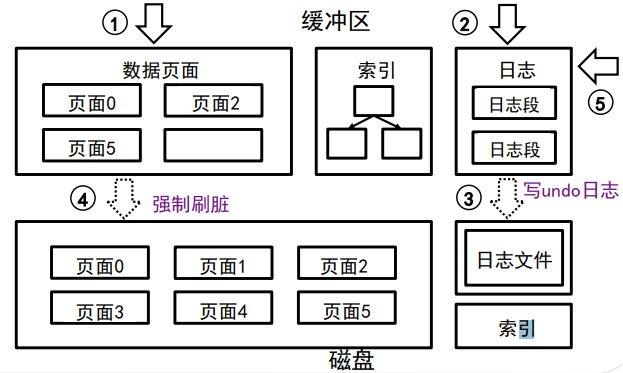 ① 缓冲区 ②
数据页面
页面0 页面2
页面5
索引
日志
日志段
日志段
⑤
④ 强制刷脏
③ 写undo日志
页面0 页面1 页面2
页面3 页面4 页面5
日志文件
索引
磁盘